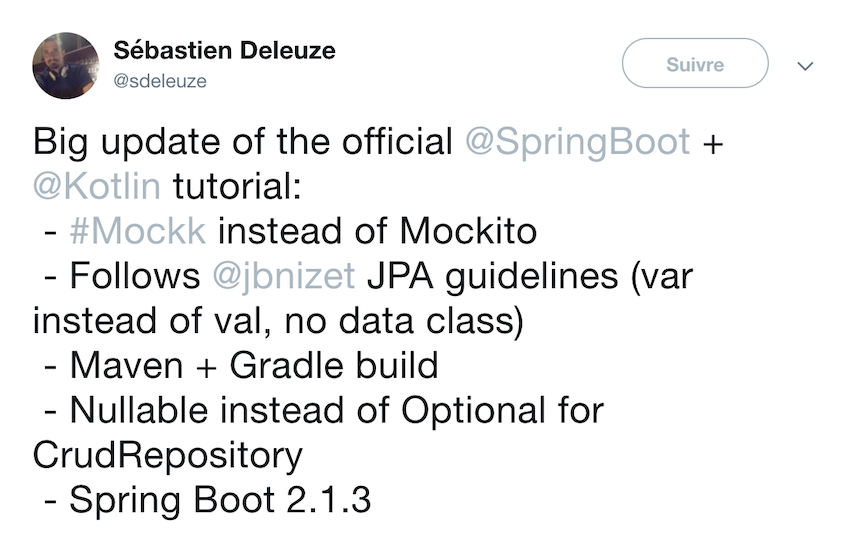 Sébastien Deleuze
@sdeleuze
Suivre
Big update of the official @SpringBoot +
@Kotlin tutorial:
- #Mockk instead of Mockito
- Follows @jbnizet JPA guidelines (var
instead of val, no data class)
- Maven + Gradle build
- Nullable instead of Optional for
CrudRepository
- Spring Boot 2.1.3